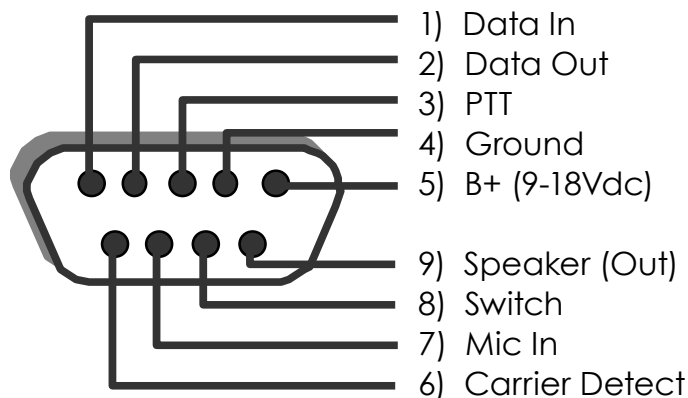 1) Data In
2) Data Out
3) PTT
4) Ground
5) B+ (9-18Vdc)
9) Speaker (Out)
8) Switch
7) Mic In
6) Carrier Detect